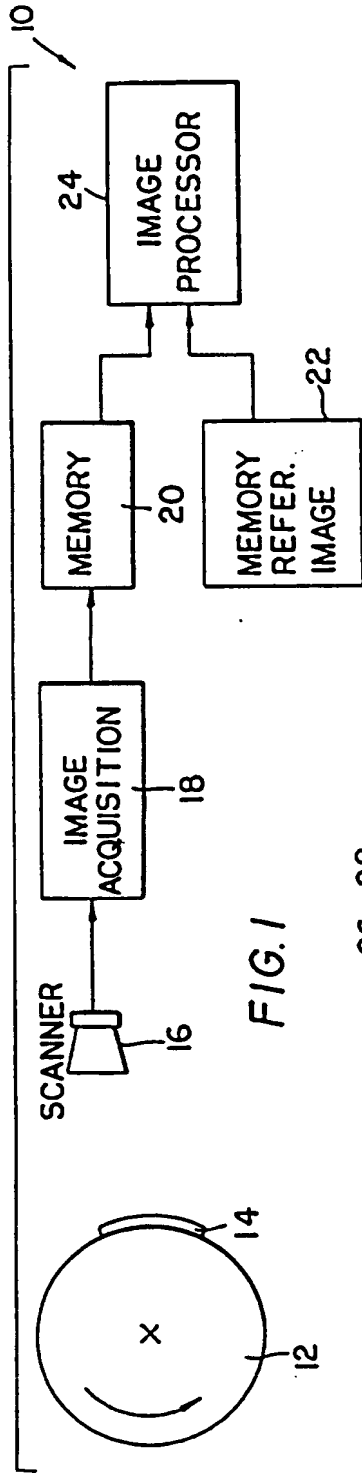 10
IMAGE
PROCESSOR
24
MEMORY
20
MEMORY
REFER.
IMAGE
22
IMAGE
ACQUISITION
18
SCANNER
16
14
12
X
FIG. 1